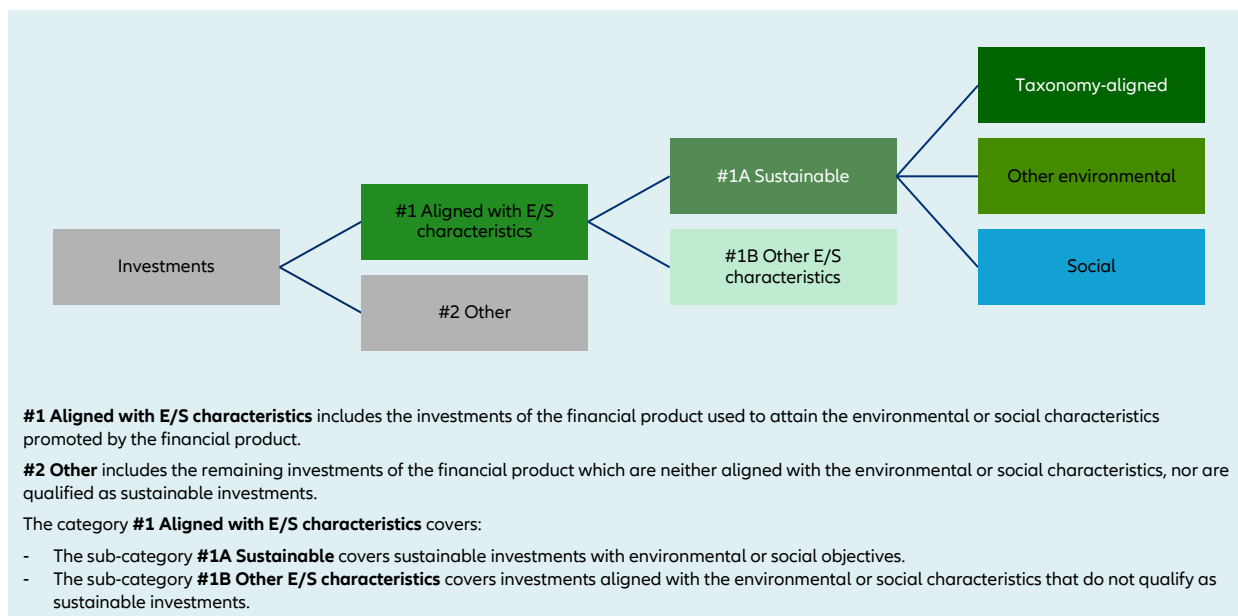 Taxonomy-aligned
#1A Sustainable
Other environmental
#1 Aligned with E/S
characteristics
#1B Other E/S
characteristics
Social
Investments
#2 Other
#1 Aligned with E/S characteristics includes the investments of the financial product used to attain the environmental or social characteristics
promoted by the financial product.
#2 Other includes the remaining investments of the financial product which are neither aligned with the environmental or social characteristics, nor are
qualified as sustainable investments.
The category #1 Aligned with E/S characteristics covers:
- The sub-category #1A Sustainable covers sustainable investments with environmental or social objectives.
- The sub-category #1B Other E/S characteristics covers investments aligned with the environmental or social characteristics that do not qualify as
sustainable investments.